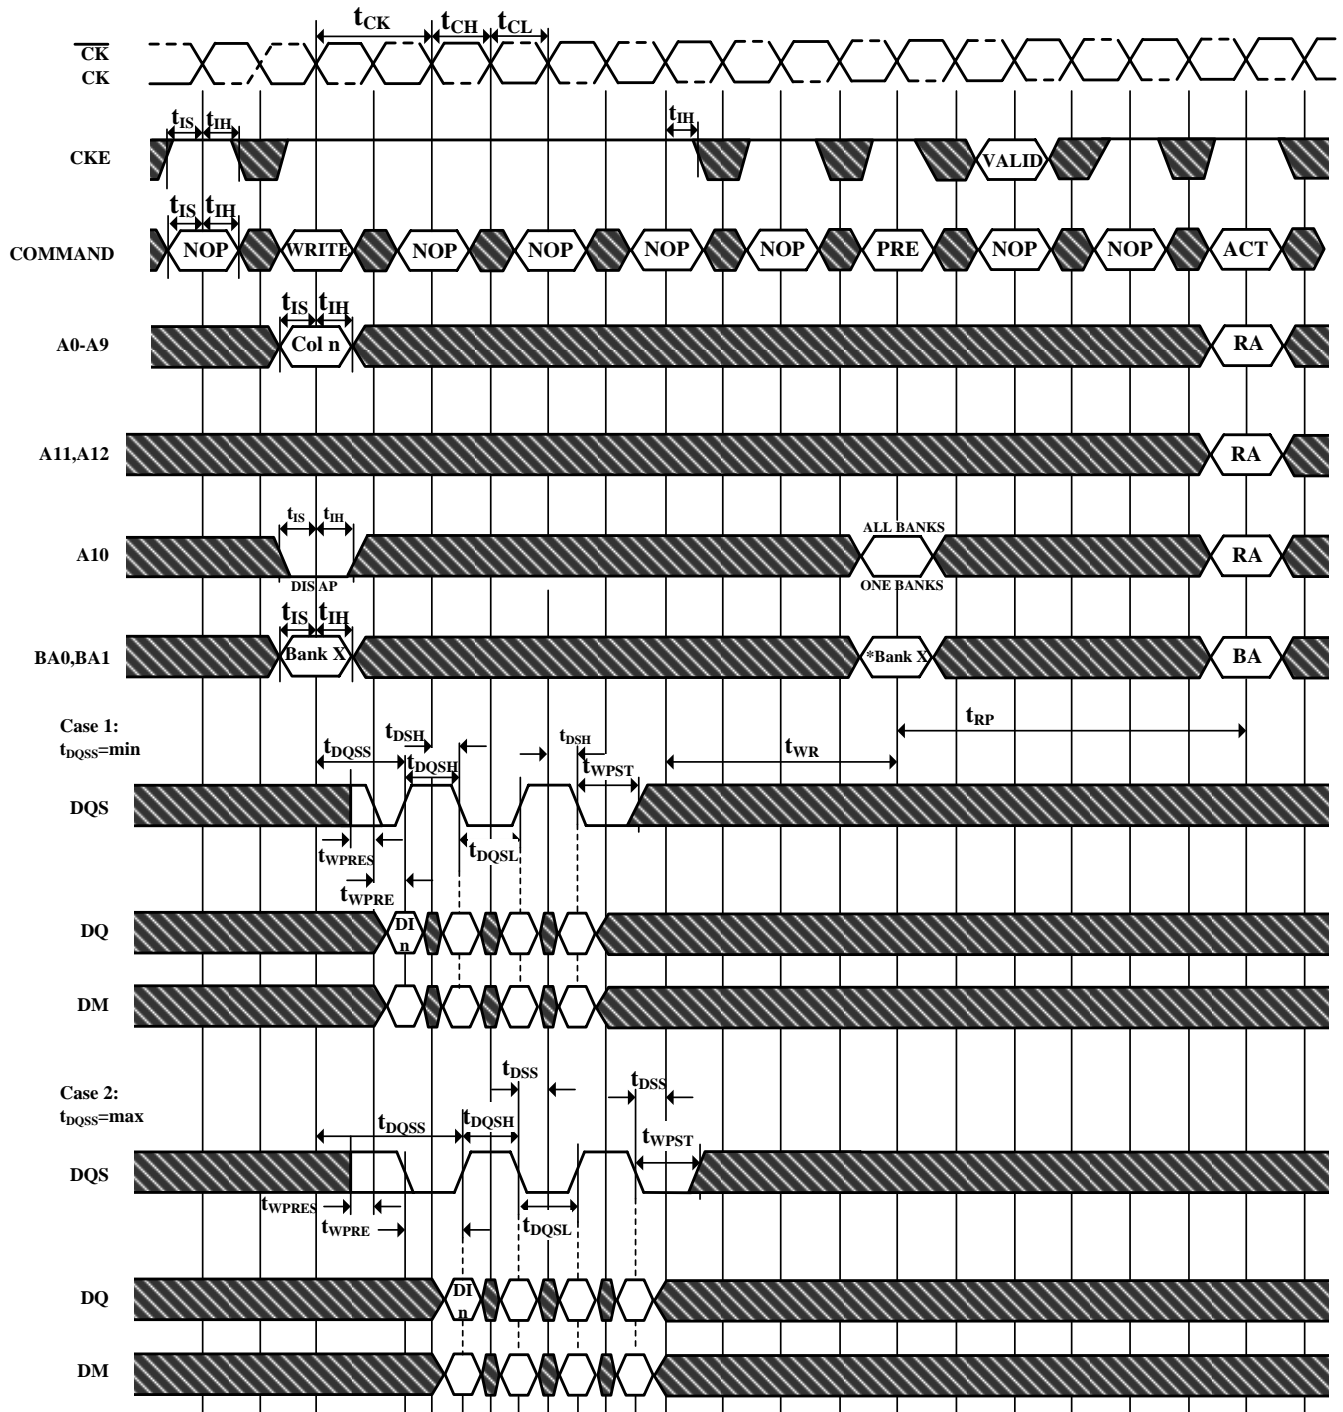 tCK tCH tCL
CK
CK
tIS tIH tIH
CKE VALID
tIS tIH
COMMAND NOP WRITE NOP NOP NOP NOP PRE NOP NOP ACT
tIS tIH
A0-A9 Col n RA
A11,A12 RA
tIS tIH ALL BANKS
A10 RA
DIS AP ONE BANKS
tIS tIH
BA0,BA1 Bank X *Bank X BA
Case 1:
tDQSS=min
tDQSS tDSH tDSH tWR tRP
tDQSH tWPST
DQS
tWPRES tDQSL
tWPRE
DQ DI n
DM
Case 2:
tDQSS=max
tDSS tDSS
tDQSS tDQSH tWPST
DQS
tWPRES tWPRE tDQSL
DQ DI n
DM